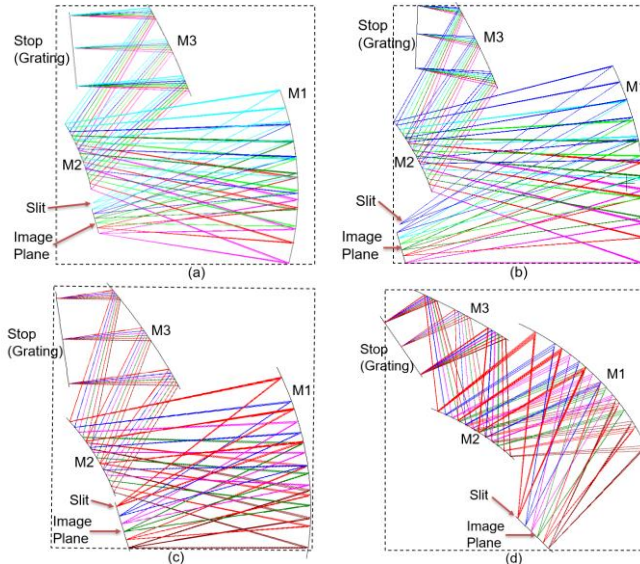 Stop
(Grating)
M3
M1
M2
Slit
Image
Plane
(a)
Stop
(Grating)
M3
M1
M2
Slit
Image
Plane
(b)
Stop
(Grating)
M3
M1
M2
Slit
Image
Plane
(c)
M3
Stop
(Grating)
M1
M2
Slit
Image
Plane
(d)